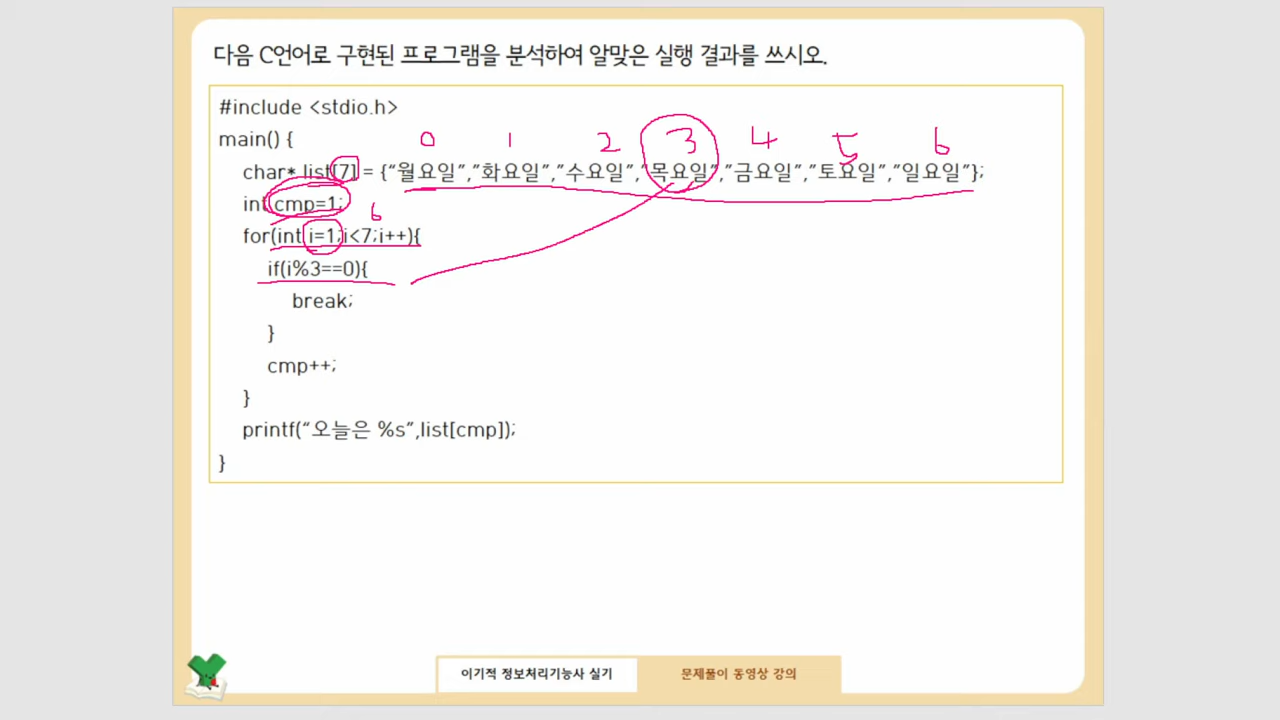 다음 C언어로 구현된 프로그램을 분석하여 알맞은 실행 결과를 쓰시오.
#include <stdio.h>
main() {
0 1 2 3 4 5 6
char* list[7] = {“월요일”,”화요일”,”수요일”,”목요일”,”금요일”,”토요일”,”일요일”};
int cmp=1;
6
for(int i=1;i<7;i++){
if(i%3==0){
break;
}
cmp++;
}
printf(“오늘은 %s”,list[cmp]);
}
이기적 정보처리기능사 실기
문제풀이 동영상 강의